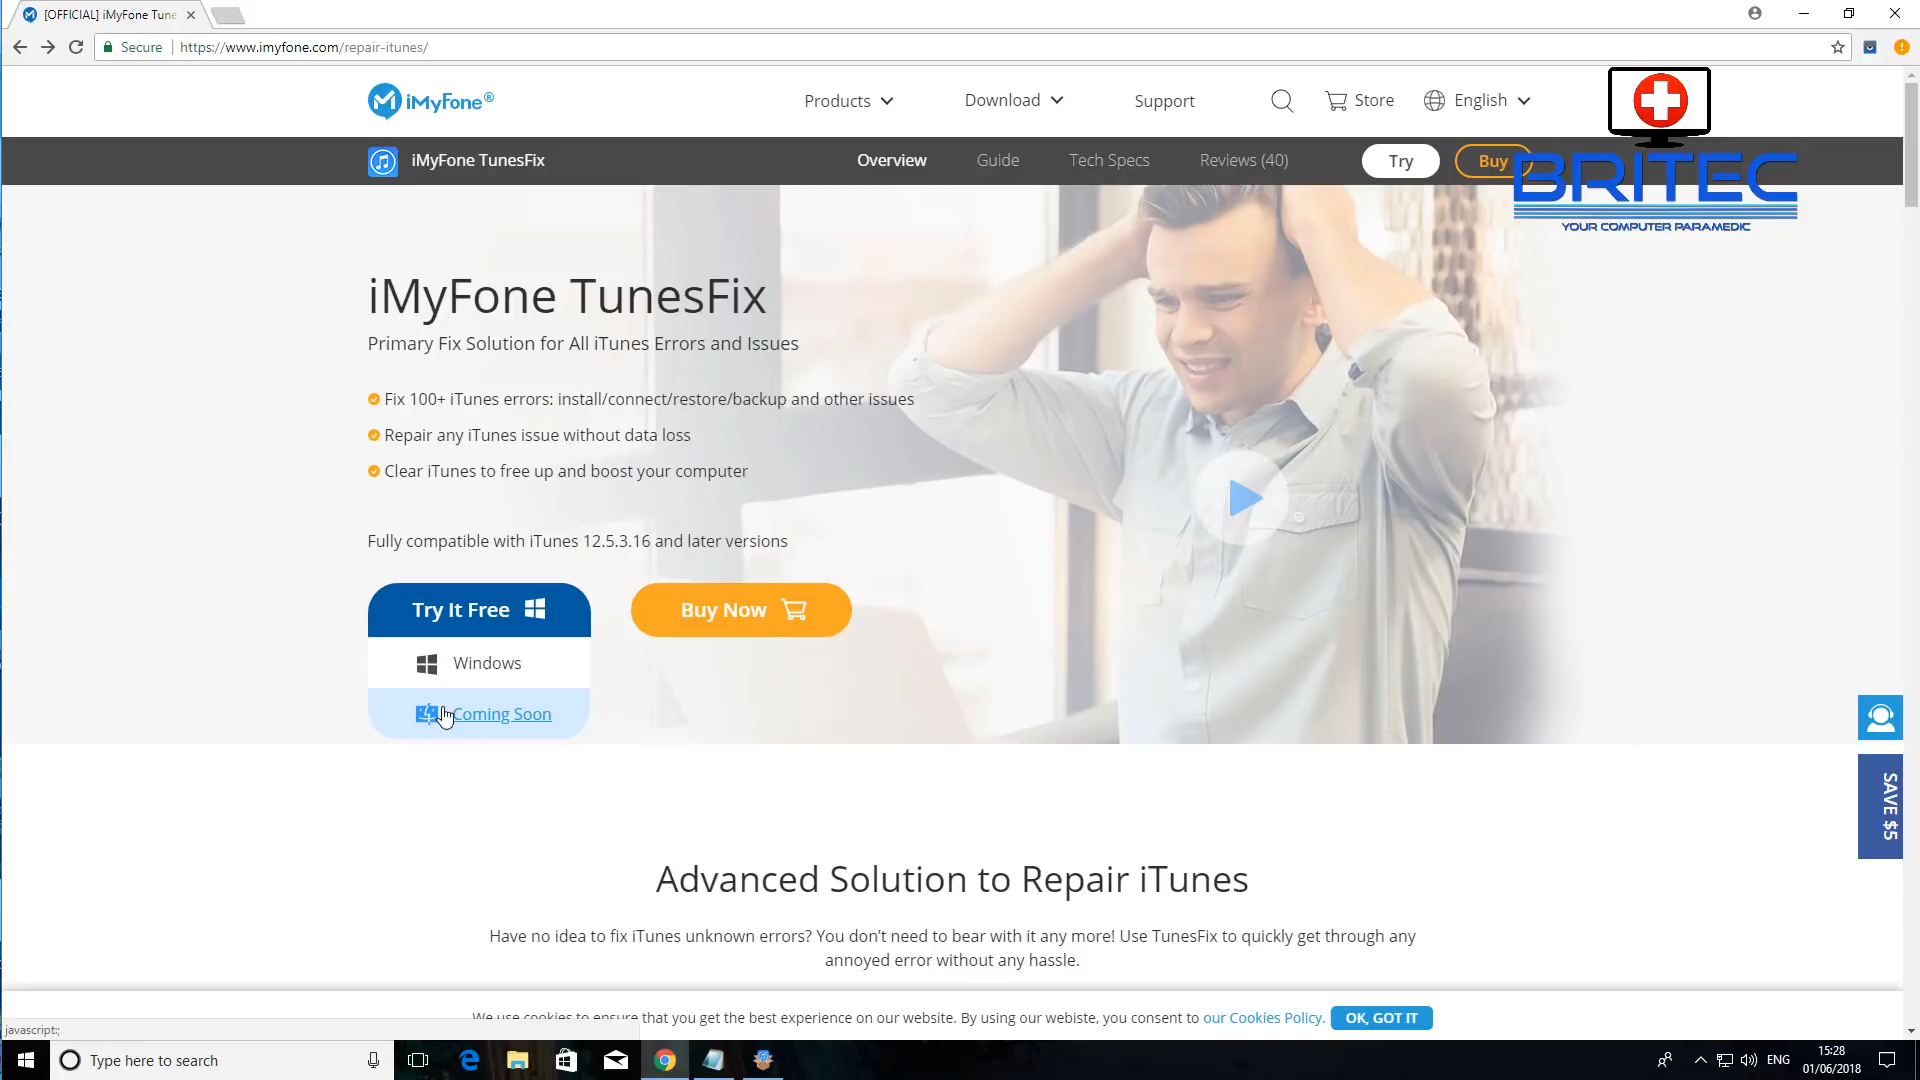 [OFFICIAL] iMyFone Tune
Secure https://www.imyfone.com/repair-itunes/
iMyFone®
Products Download Support Store English
iMyFone TunesFix
Overview Guide Tech Specs Reviews (40) Try Buy
BRITEC
YOUR COMPUTER PARAMEDIC
iMyFone TunesFix
Primary Fix Solution for All iTunes Errors and Issues
Fix 100+ iTunes errors: install/connect/restore/backup and other issues
Repair any iTunes issue without data loss
Clear iTunes to free up and boost your computer
Fully compatible with iTunes 12.5.3.16 and later versions
Try It Free Buy Now
Windows
Coming Soon
SAVE $5
Advanced Solution to Repair iTunes
Have no idea to fix iTunes unknown errors? You don't need to bear with it any more! Use TunesFix to quickly get through any
annoyed error without any hassle.
We use cookies to ensure that you get the best experience on our website. By using our webiste, you consent to our Cookies Policy. OK, GOT IT
javascript:;
Type here to search
ENG
15:28
01/06/2018